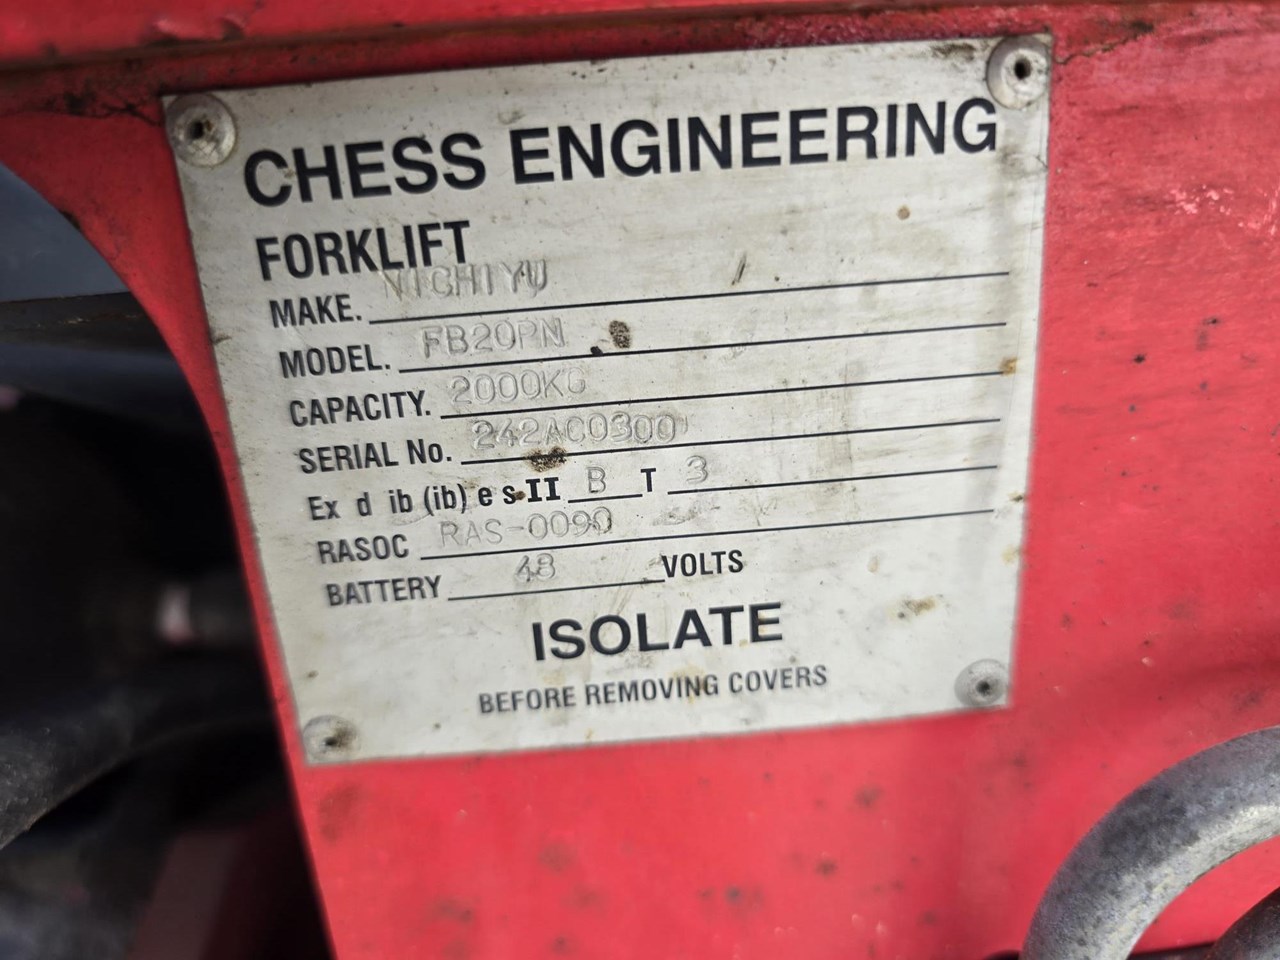 CHESS ENGINEERING
FORKLIFT
MAKE. NICHIYU
MODEL. FB20PN
CAPACITY. 2000KG
SERIAL No. 242AC0300
Ex d ib (ib) e s II B T 3
RASOC RAS-0090
BATTERY 48 VOLTS
ISOLATE
BEFORE REMOVING COVERS